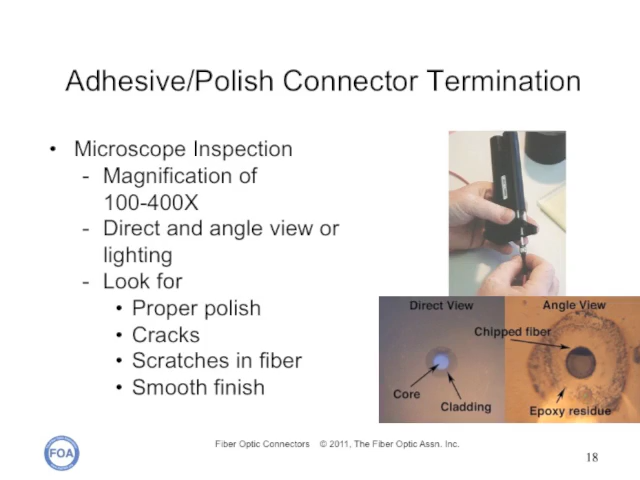 Adhesive/Polish Connector Termination
• Microscope Inspection
- Magnification of
100-400X
- Direct and angle view or
lighting
- Look for
• Proper polish
• Cracks
• Scratches in fiber
• Smooth finish
Direct View
Angle View
Chipped fiber
Core
Cladding
Epoxy residue
FOA
Fiber Optic Connectors © 2011, The Fiber Optic Assn. Inc.
18